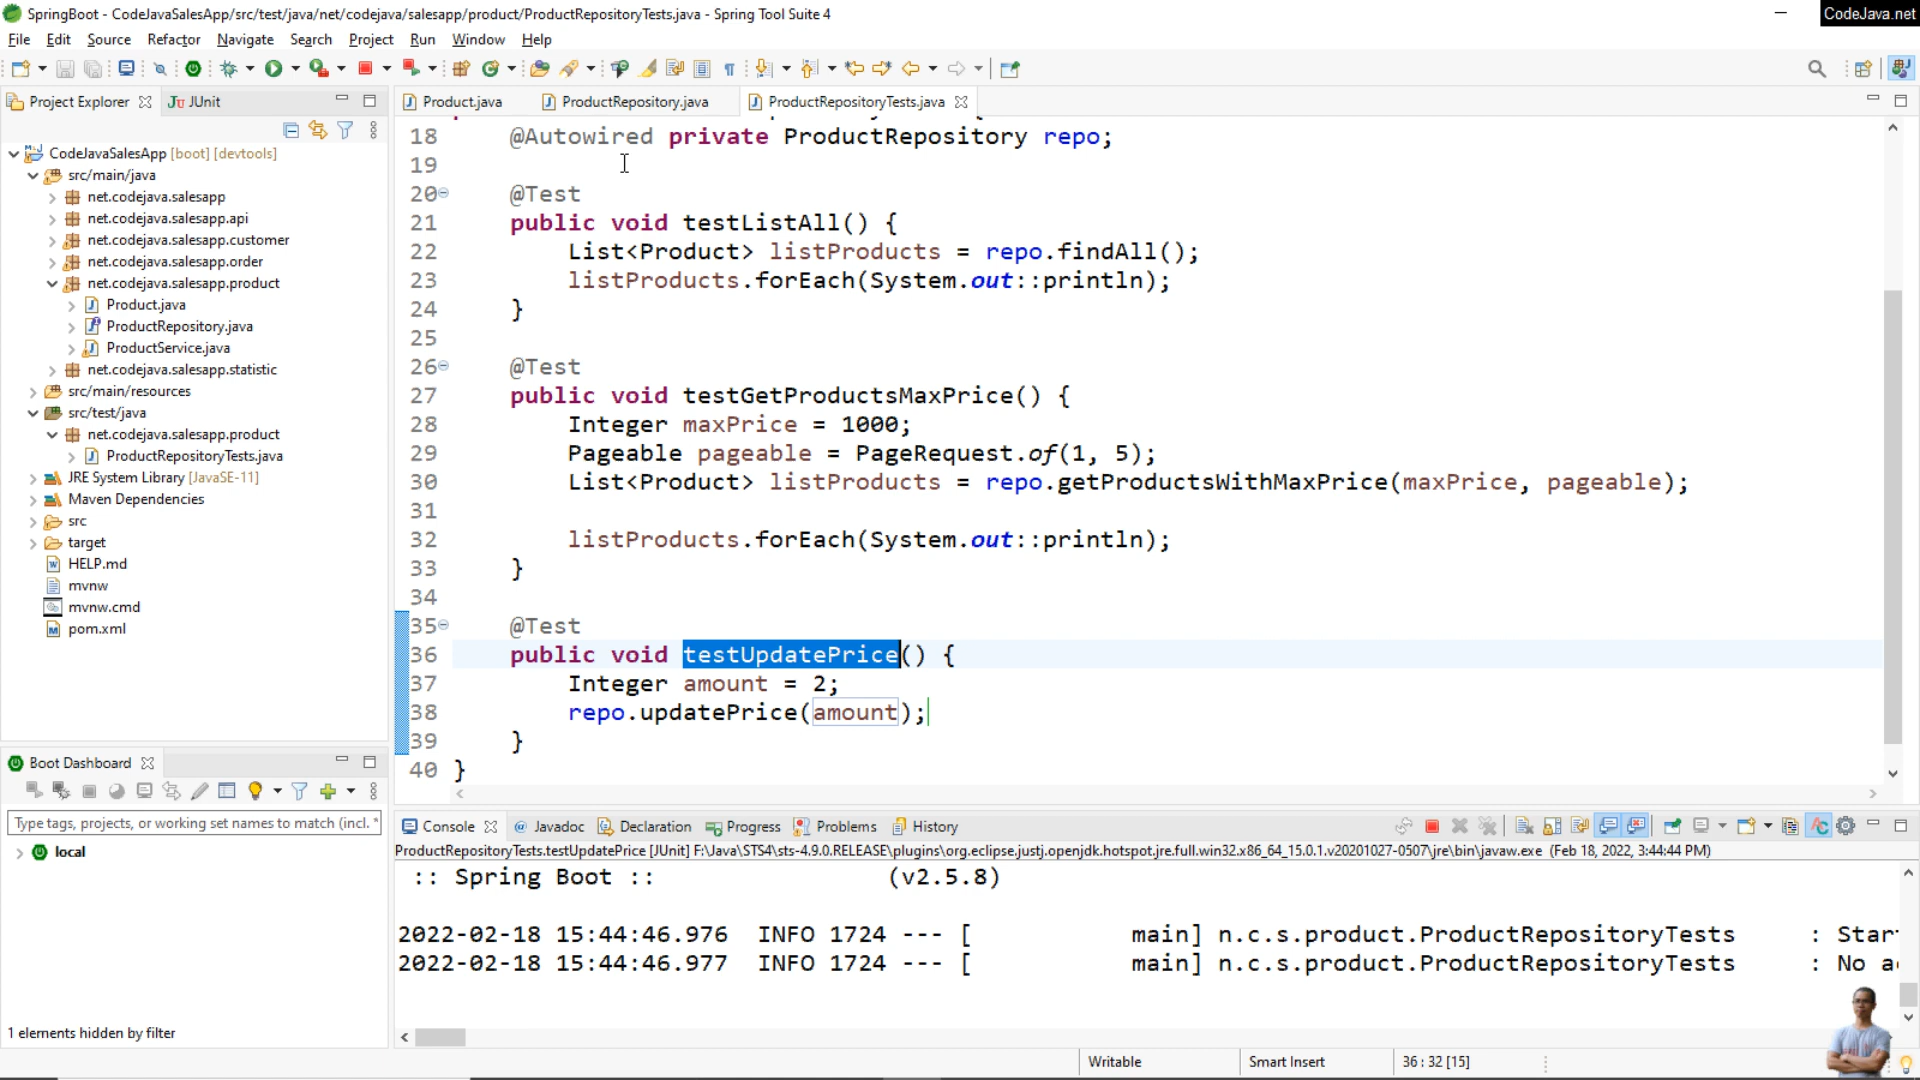 SpringBoot - CodeJavaSalesApp/src/test/java/net/codejava/salesapp/product/ProductRepositoryTests.java - Spring Tool Suite 4
CodeJava.net
File Edit Source Refactor Navigate Search Project Run Window Help
Project Explorer JUnit
CodeJavaSalesApp [boot] [devtools]
src/main/java
net.codejava.salesapp
net.codejava.salesapp.api
net.codejava.salesapp.customer
net.codejava.salesapp.order
net.codejava.salesapp.product
Product.java
ProductRepository.java
ProductService.java
net.codejava.salesapp.statistic
src/main/resources
src/test/java
net.codejava.salesapp.product
ProductRepositoryTests.java
JRE System Library [JavaSE-11]
Maven Dependencies
src
target
HELP.md
mvnw
mvnw.cmd
pom.xml
Boot Dashboard
Type tags, projects, or working set names to match (incl. *
local
1 elements hidden by filter
Product.java ProductRepository.java ProductRepositoryTests.java
18 @Autowired private ProductRepository repo;
19
20 @Test
21 public void testListAll() {
22 List<Product> listProducts = repo.findAll();
23 listProducts.forEach(System.out::println);
24 }
25
26 @Test
27 public void testGetProductsMaxPrice() {
28 Integer maxPrice = 1000;
29 Pageable pageable = PageRequest.of(1, 5);
30 List<Product> listProducts = repo.getProductsWithMaxPrice(maxPrice, pageable);
31
32 listProducts.forEach(System.out::println);
33 }
34
35 @Test
36 public void testUpdatePrice() {
37 Integer amount = 2;
38 repo.updatePrice(amount);
39 }
40 }
Console Javadoc Declaration Progress Problems History
ProductRepositoryTests.testUpdatePrice [JUnit] F:\Java\STS4\sts-4.9.0.RELEASE\plugins\org.eclipse.justj.openjdk.hotspot.jre.full.win32.x86_64_15.0.1.v20201027-0507\jre\bin\javaw.exe (Feb 18, 2022, 3:44:44 PM)
:: Spring Boot :: (v2.5.8)
2022-02-18 15:44:46.976 INFO 1724 --- [ main] n.c.s.product.ProductRepositoryTests : Star
2022-02-18 15:44:46.977 INFO 1724 --- [ main] n.c.s.product.ProductRepositoryTests : No a
Writable Smart Insert 36 : 32 [15]